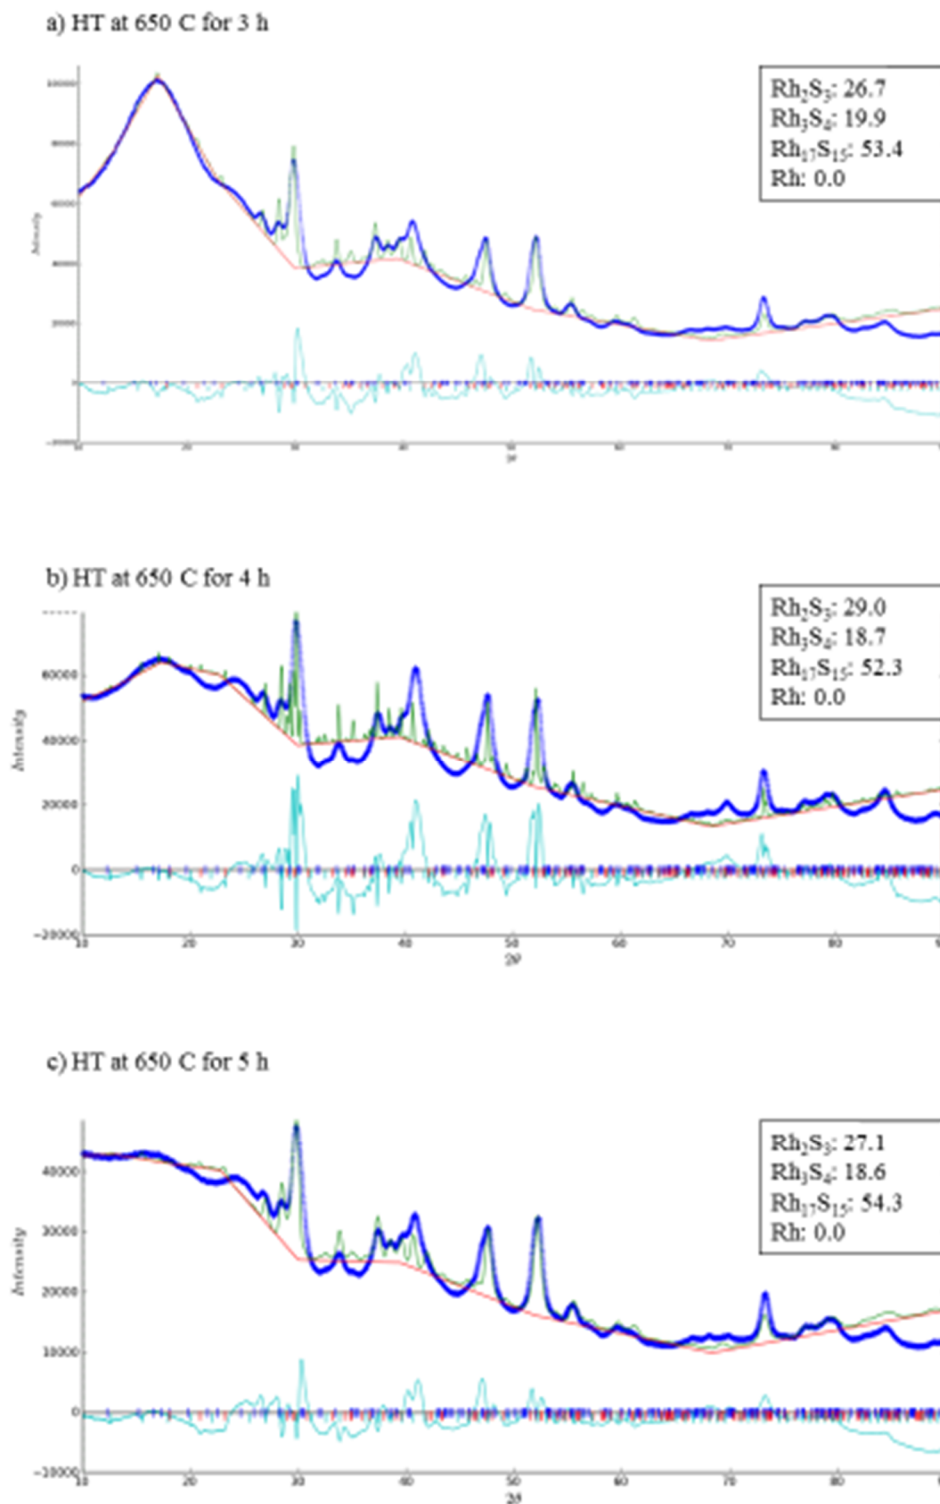 a) HT at 650 C for 3 h
Rh₂S₃: 26.7
Rh₃S₄: 19.9
Rh₁₇S₁₅: 53.4
Rh: 0.0
Intensity
b) HT at 650 C for 4 h
Rh₂S₃: 29.0
Rh₃S₄: 18.7
Rh₁₇S₁₅: 52.3
Rh: 0.0
60000
40000
20000
0
−20000
Intensity
10 20 30 40 50 60 70 80
2θ
c) HT at 650 C for 5 h
Rh₂S₃: 27.1
Rh₃S₄: 18.6
Rh₁₇S₁₅: 54.3
Rh: 0.0
40000
30000
20000
10000
0
−10000
Intensity
10 20 30 40 50 60 70 80
2θ